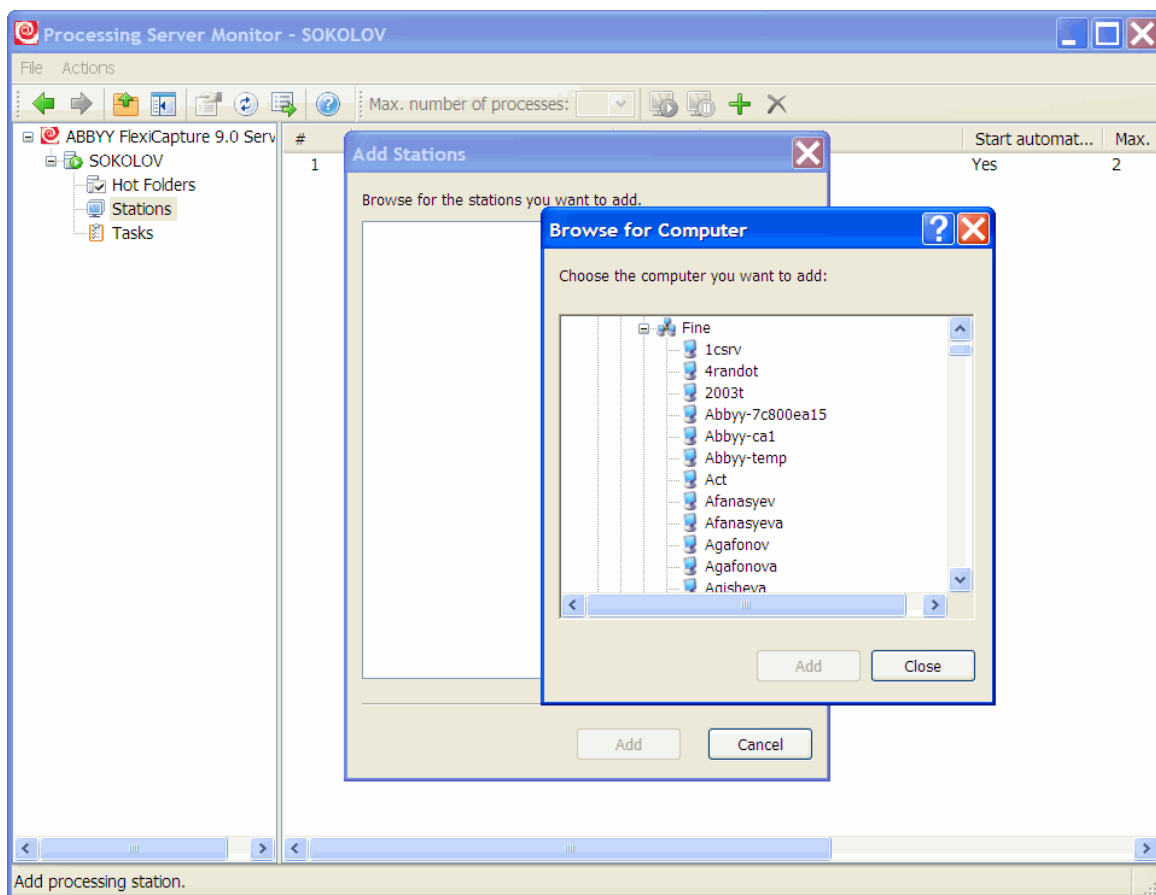 Processing Server Monitor - SOKOLOV
File Actions
Max. number of processes:
ABBYY FlexiCapture 9.0 Serv
SOKOLOV
Hot Folders
Stations
Tasks
# Start automat... Max.
1 Yes 2
Add Stations
Browse for the stations you want to add.
Add Cancel
Browse for Computer
Choose the computer you want to add:
Fine
1csrv
4randot
2003t
Abbyy-7c800ea15
Abbyy-ca1
Abbyy-temp
Act
Afanasyev
Afanasyeva
Agafonov
Agafonova
Agisheva
Add Close
Add processing station.